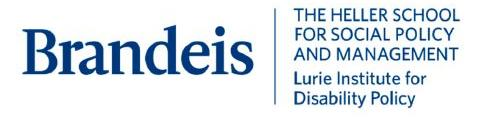 Brandeis
THE HELLER SCHOOL
FOR SOCIAL POLICY
AND MANAGEMENT
Lurie Institute for
Disability Policy